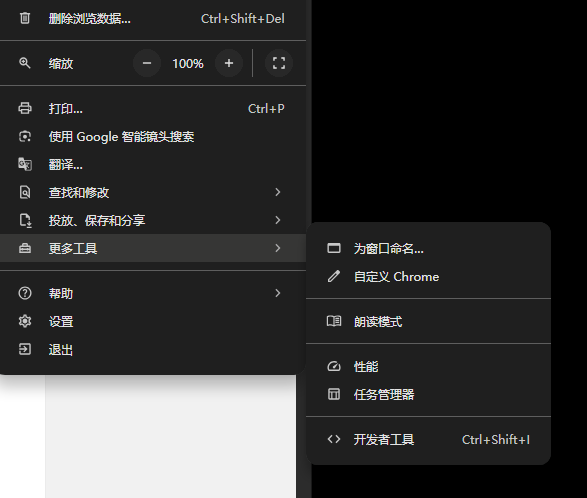 删除浏览数据... Ctrl+Shift+Del
缩放 100%
打印... Ctrl+P
使用 Google 智能镜头搜索
翻译...
查找和修改
投放、保存和分享
更多工具
帮助
设置
退出
为窗口命名...
自定义 Chrome
朗读模式
性能
任务管理器
开发者工具 Ctrl+Shift+I